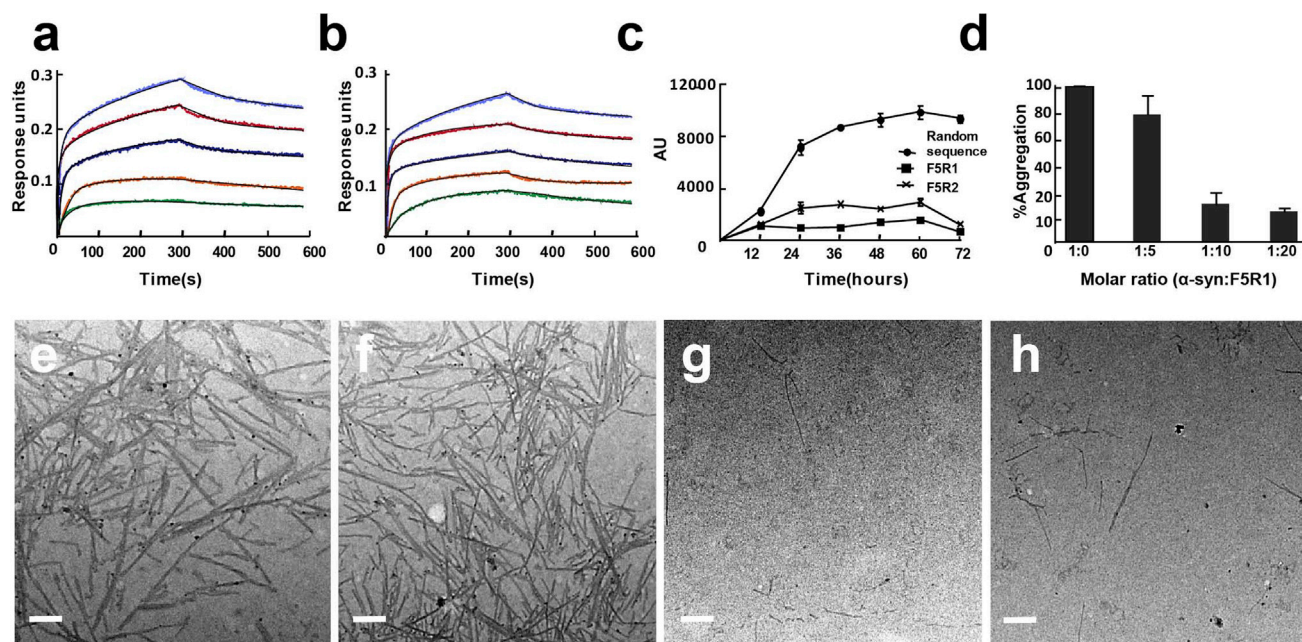 a
b
c
d
Response units
0.3
0.2
0.1
0 100 200 300 400 500 600
Time(s)
Response units
0.3
0.2
0.1
0 100 200 300 400 500 600
Time(s)
AU
12000
8000
4000
0
12 24 36 48 60 72
Time(hours)
Random
sequence
F5R1
F5R2
%Aggregation
100
80
60
40
20
10
0
1:0 1:5 1:10 1:20
Molar ratio (α-syn:F5R1)
e
f
g
h